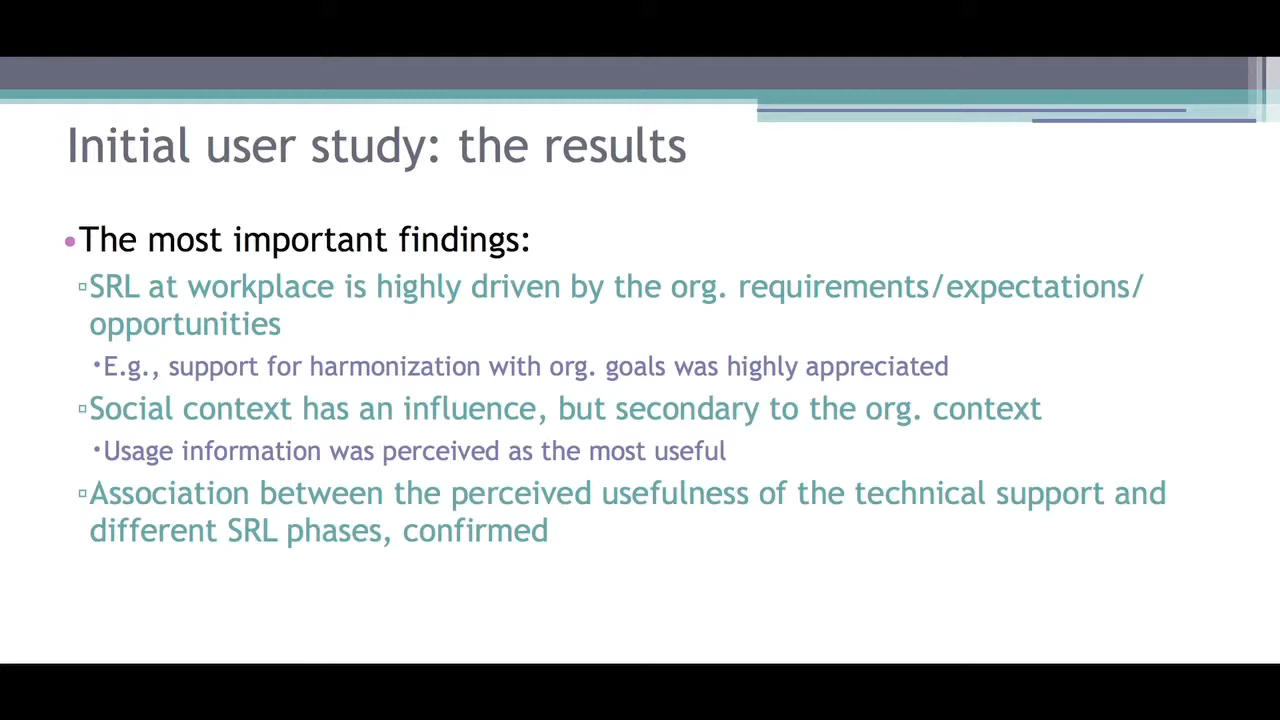 Initial user study: the results
•The most important findings:
▫SRL at workplace is highly driven by the org. requirements/expectations/
opportunities
▪E.g., support for harmonization with org. goals was highly appreciated
▫Social context has an influence, but secondary to the org. context
▪Usage information was perceived as the most useful
▫Association between the perceived usefulness of the technical support and
different SRL phases, confirmed